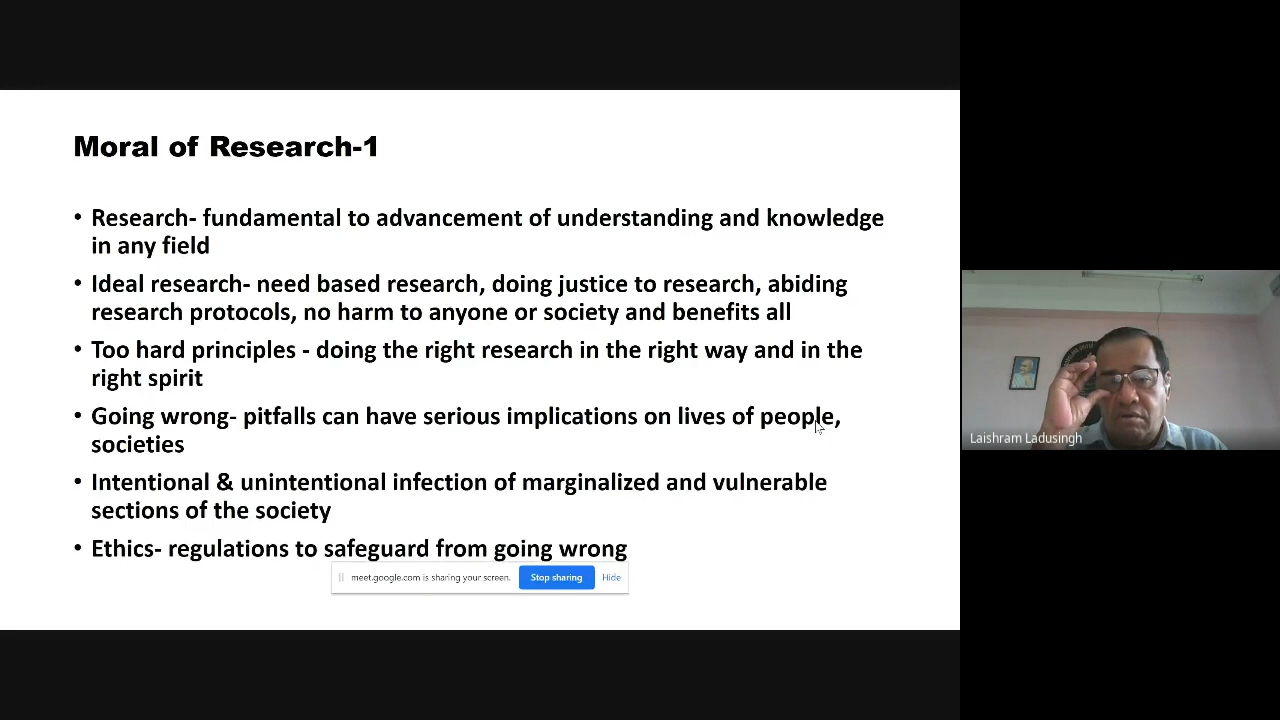 Moral of Research-1
• Research- fundamental to advancement of understanding and knowledge
in any field
• Ideal research- need based research, doing justice to research, abiding
research protocols, no harm to anyone or society and benefits all
• Too hard principles - doing the right research in the right way and in the
right spirit
• Going wrong- pitfalls can have serious implications on lives of people,
societies
• Intentional & unintentional infection of marginalized and vulnerable
sections of the society
• Ethics- regulations to safeguard from going wrong
meet.google.com is sharing your screen. Stop sharing Hide
Laishram Ladusingh